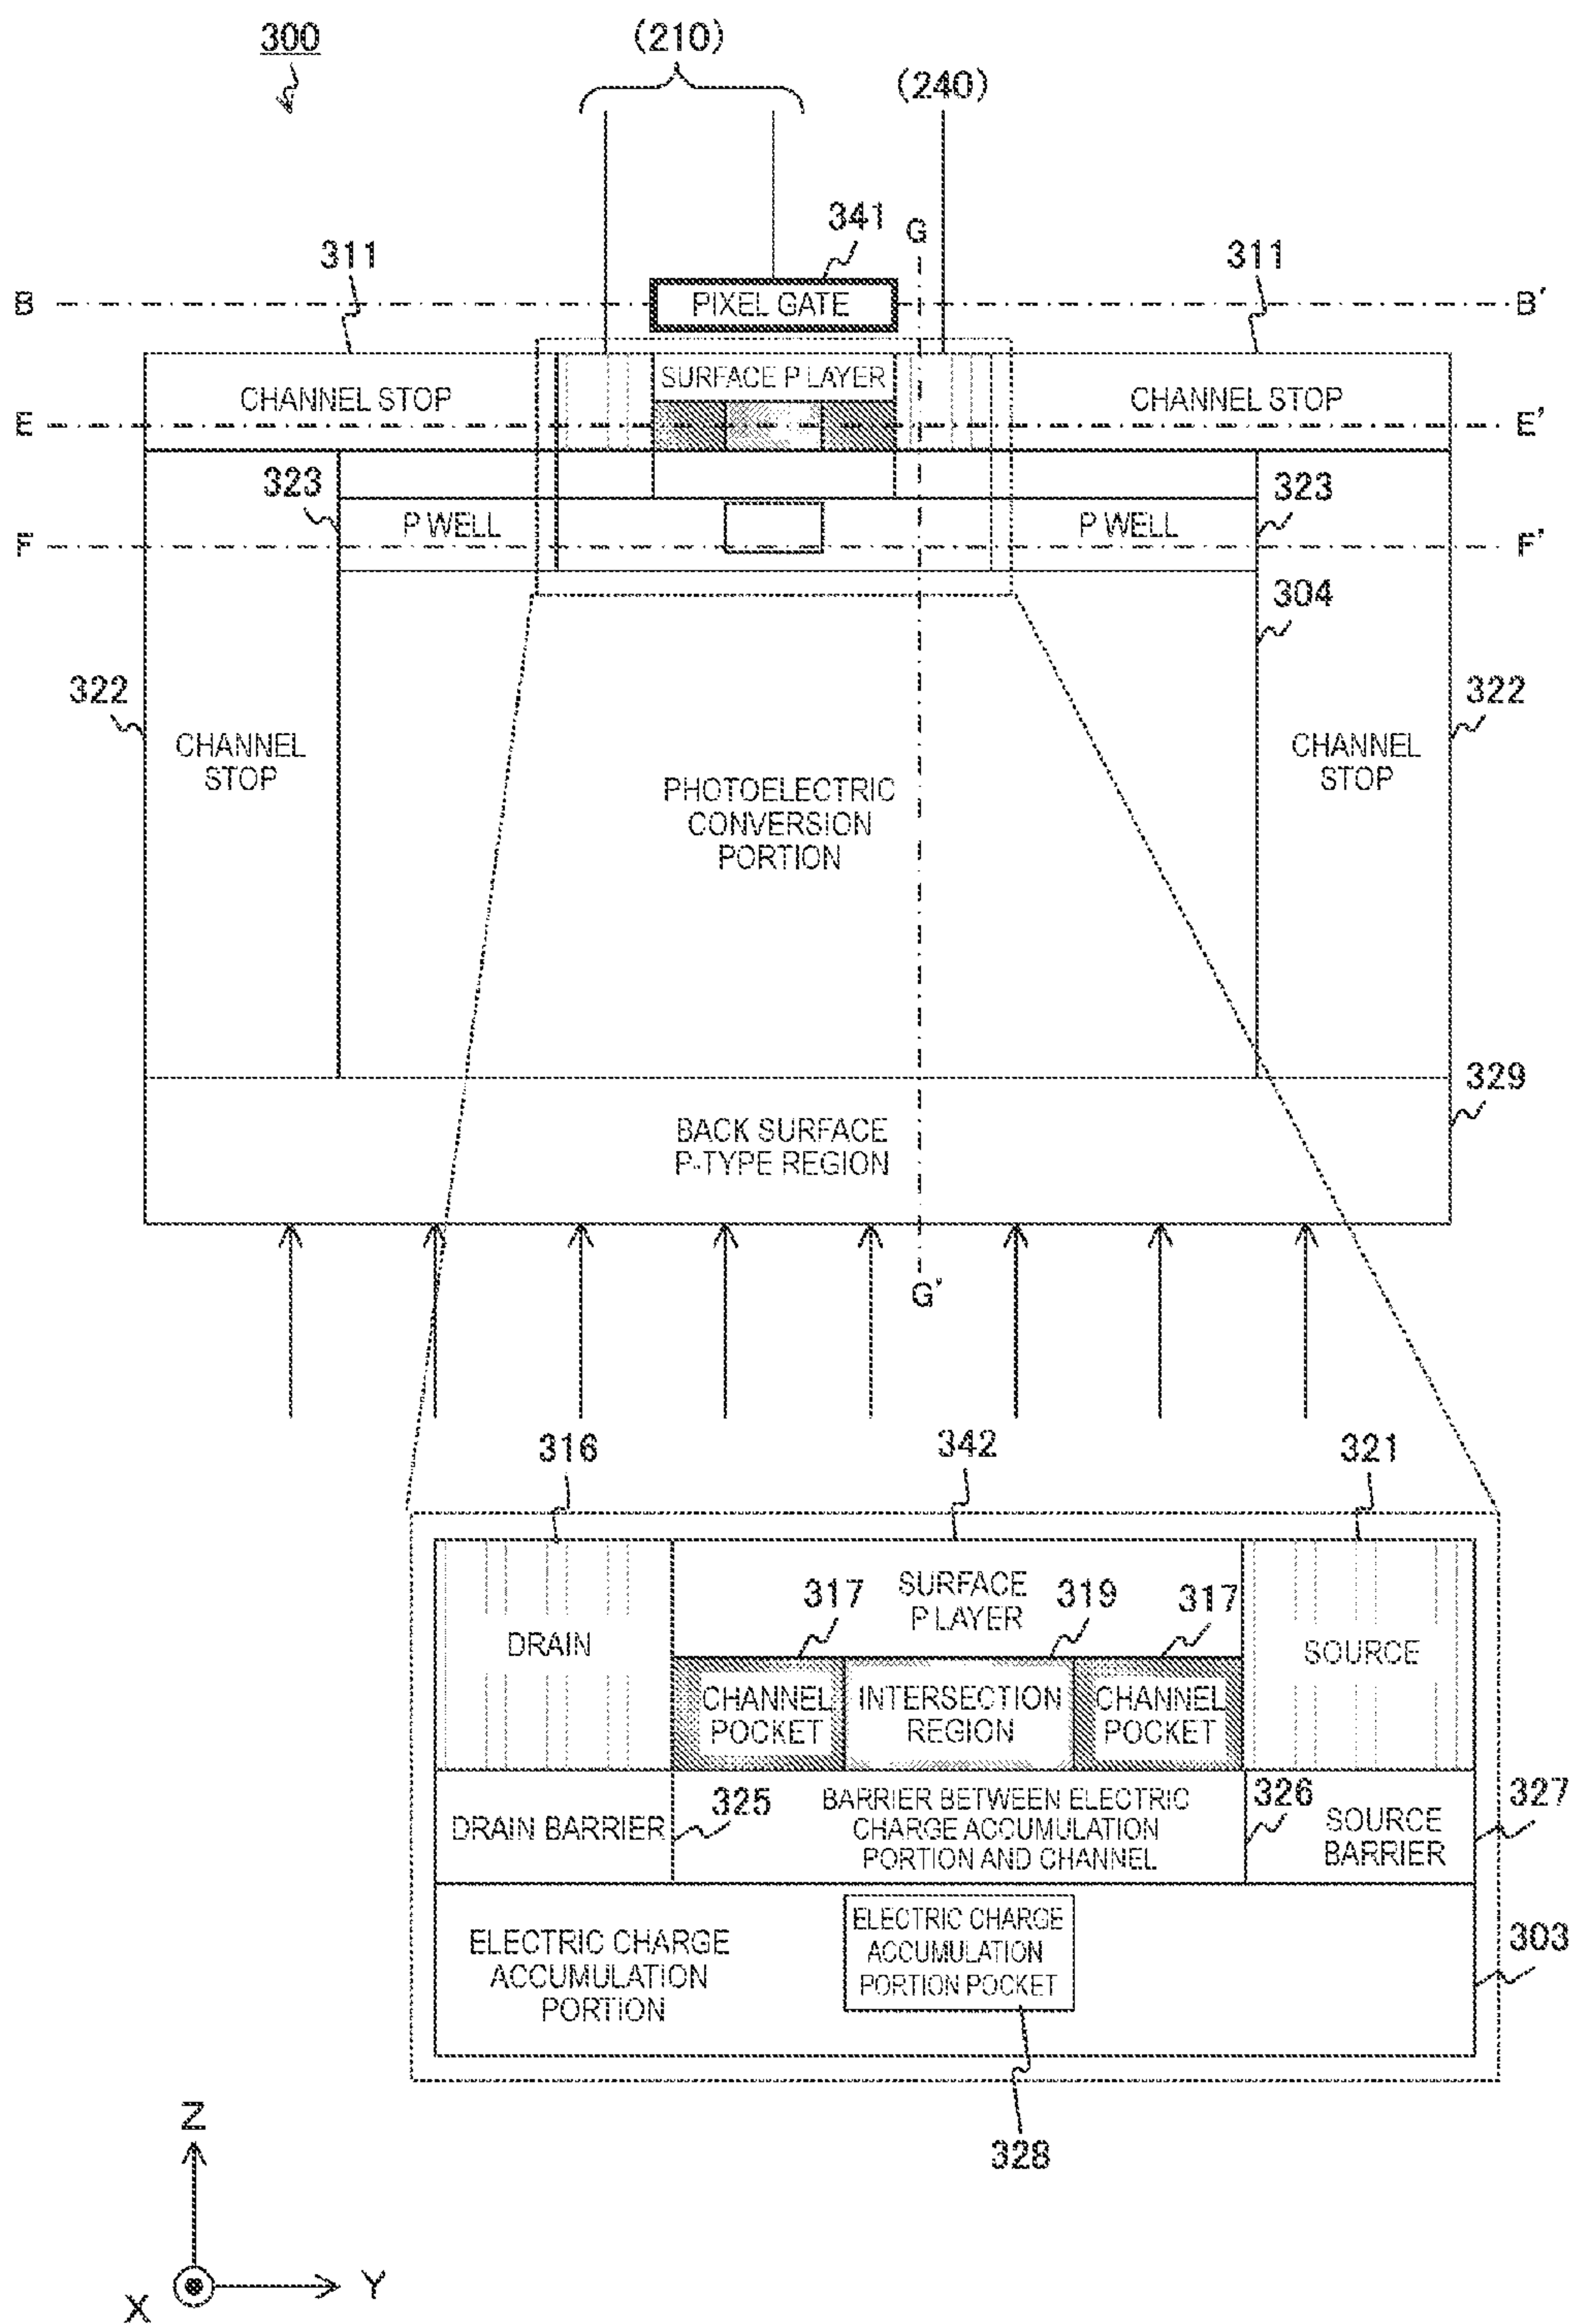 300
(210)
(240)
341
G
311
311
B
PIXEL GATE
B'
CHANNEL STOP
SURFACE P LAYER
CHANNEL STOP
E
E'
323
323
P WELL
P WELL
F
F'
304
322
322
CHANNEL
STOP
CHANNEL
STOP
PHOTOELECTRIC
CONVERSION
PORTION
329
BACK SURFACE
P-TYPE REGION
G'
316
342
321
317
SURFACE
P LAYER
319
317
DRAIN
SOURCE
CHANNEL
POCKET
INTERSECTION
REGION
CHANNEL
POCKET
DRAIN BARRIER
325
BARRIER BETWEEN ELECTRIC
CHARGE ACCUMULATION
PORTION AND CHANNEL
326
SOURCE
BARRIER
327
ELECTRIC CHARGE
ACCUMULATION
PORTION
ELECTRIC CHARGE
ACCUMULATION
PORTION POCKET
303
328
Z
X
Y